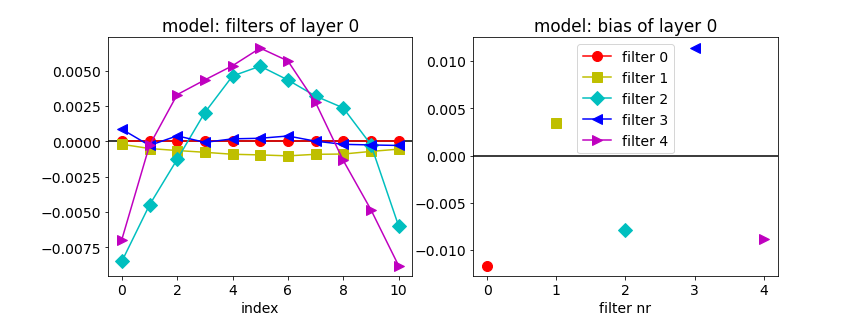 model: filters of layer 0
0.0050
0.0025
0.0000
−0.0025
−0.0050
−0.0075
0 2 4 6 8 10
index
model: bias of layer 0
0.010
0.005
0.000
−0.005
−0.010
filter 0
filter 1
filter 2
filter 3
filter 4
0 1 2 3 4
filter nr